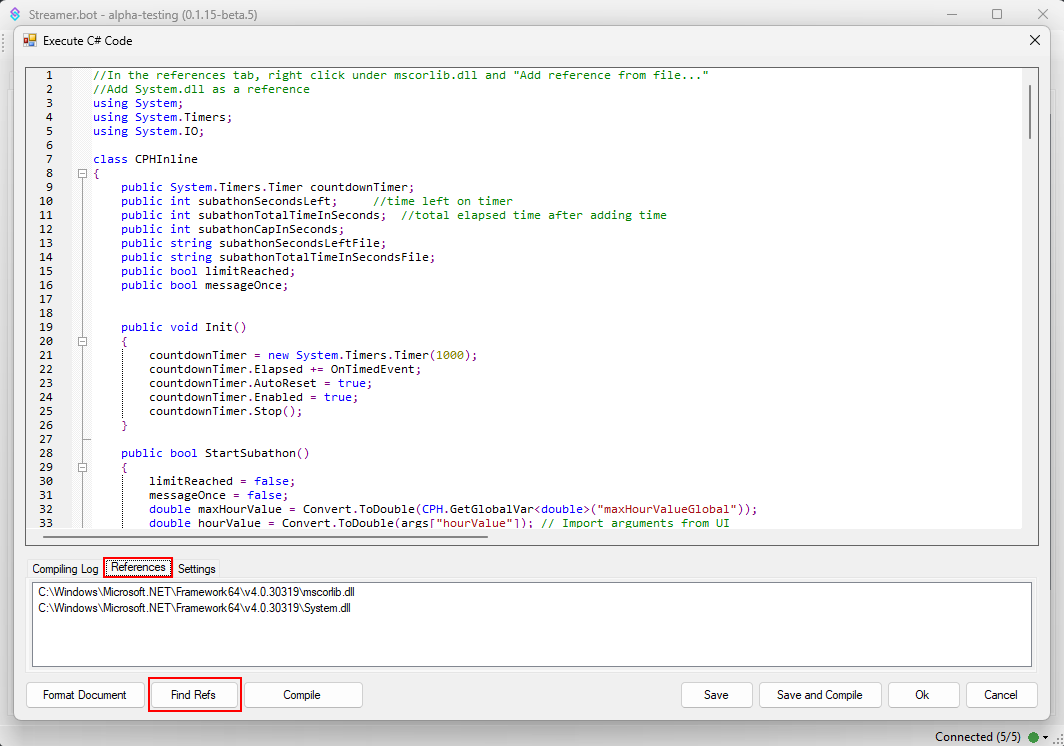 Streamer.bot - alpha-testing (0.1.15-beta.5)
Execute C# Code
1 //In the references tab, right click under mscorlib.dll and "Add reference from file..."
2 //Add System.dll as a reference
3 using System;
4 using System.Timers;
5 using System.IO;
6
7 class CPHInline
8 {
9 public System.Timers.Timer countdownTimer;
10 public int subathonSecondsLeft; //time left on timer
11 public int subathonTotalTimeInSeconds; //total elapsed time after adding time
12 public int subathonCapInSeconds;
13 public string subathonSecondsLeftFile;
14 public string subathonTotalTimeInSecondsFile;
15 public bool limitReached;
16 public bool messageOnce;
17
18
19 public void Init()
20 {
21 countdownTimer = new System.Timers.Timer(1000);
22 countdownTimer.Elapsed += OnTimedEvent;
23 countdownTimer.AutoReset = true;
24 countdownTimer.Enabled = true;
25 countdownTimer.Stop();
26 }
27
28 public bool StartSubathon()
29 {
30 limitReached = false;
31 messageOnce = false;
32 double maxHourValue = Convert.ToDouble(CPH.GetGlobalVar<double>("maxHourValueGlobal"));
33 double hourValue = Convert.ToDouble(args["hourValue"]); // Import arguments from UI
Compiling Log References Settings
C:\Windows\Microsoft.NET\Framework64\v4.0.30319\mscorlib.dll
C:\Windows\Microsoft.NET\Framework64\v4.0.30319\System.dll
Format Document Find Refs Compile Save Save and Compile Ok Cancel
Connected (5/5)